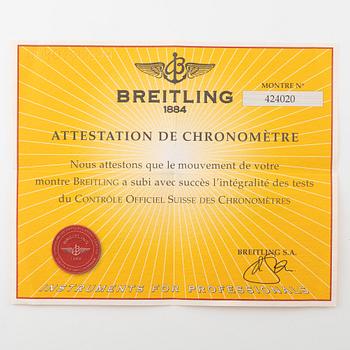 BREITLING
1884
MONTRE N°
424020
ATTESTATION DE CHRONOMÈTRE
Nous attestons que le mouvement de votre
montre BREITLING a subi avec succès l'intégralité des tests
du CONTRÔLE OFFICIEL SUISSE DES CHRONOMÈTRES
BREITLING S.A.
INSTRUMENTS FOR PROFESSIONALS